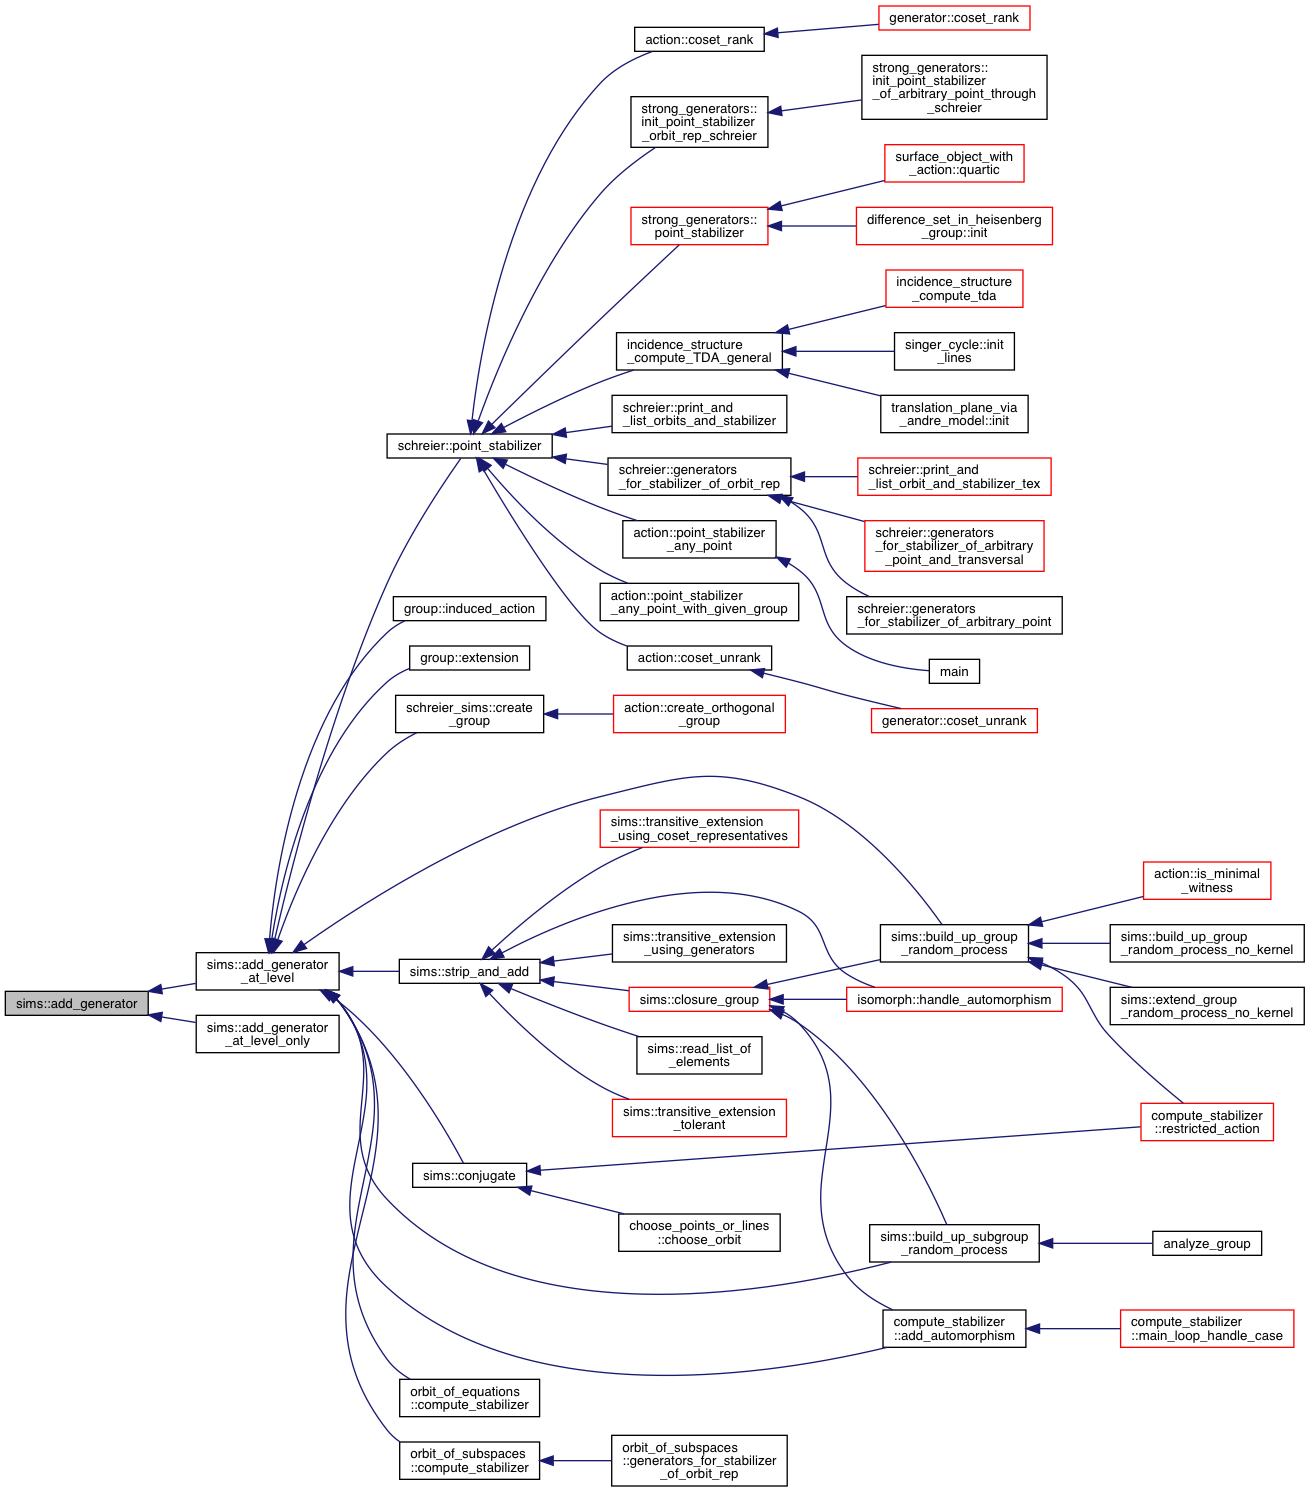 generator::coset_rank
action::coset_rank
strong_generators::
init_point_stabilizer
_of_arbitrary_point_through
_schreier
strong_generators::
init_point_stabilizer
_orbit_rep_schreier
surface_object_with
_action::quartic
strong_generators::
point_stabilizer
difference_set_in_heisenberg
_group::init
incidence_structure
_compute_tda
incidence_structure
_compute_TDA_general
singer_cycle::init
_lines
translation_plane_via
_andre_model::init
schreier::print_and
_list_orbits_and_stabilizer
schreier::point_stabilizer
schreier::generators
_for_stabilizer_of_orbit_rep
schreier::print_and
_list_orbit_and_stabilizer_tex
action::point_stabilizer
_any_point
schreier::generators
_for_stabilizer_of_arbitrary
_point_and_transversal
action::point_stabilizer
_any_point_with_given_group
schreier::generators
_for_stabilizer_of_arbitrary_point
group::induced_action
group::extension
action::coset_unrank
main
schreier_sims::create
_group
action::create_orthogonal
_group
generator::coset_unrank
sims::transitive_extension
_using_coset_representatives
action::is_minimal
_witness
sims::transitive_extension
_using_generators
sims::build_up_group
_random_process
sims::build_up_group
_random_process_no_kernel
sims::add_generator
_at_level
sims::strip_and_add
sims::closure_group
isomorph::handle_automorphism
sims::extend_group
_random_process_no_kernel
sims::add_generator
sims::add_generator
_at_level_only
sims::read_list_of
_elements
sims::transitive_extension
_tolerant
compute_stabilizer
::restricted_action
sims::conjugate
choose_points_or_lines
::choose_orbit
sims::build_up_subgroup
_random_process
analyze_group
compute_stabilizer
::add_automorphism
compute_stabilizer
::main_loop_handle_case
orbit_of_equations
::compute_stabilizer
orbit_of_subspaces
::compute_stabilizer
orbit_of_subspaces
::generators_for_stabilizer
_of_orbit_rep